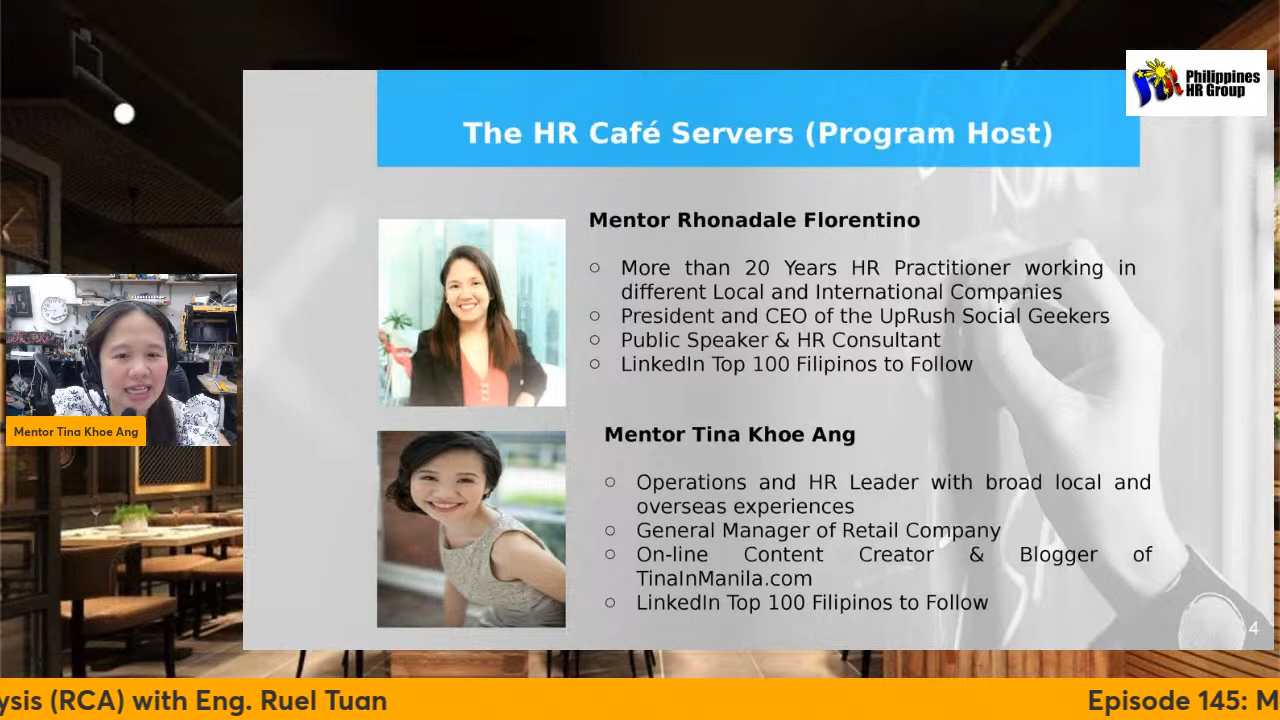 Philippines
HR Group
The HR Café Servers (Program Host)
Mentor Rhonadale Florentino
○ More than 20 Years HR Practitioner working in
different Local and International Companies
○ President and CEO of the UpRush Social Geekers
○ Public Speaker & HR Consultant
○ LinkedIn Top 100 Filipinos to Follow
Mentor Tina Khoe Ang
Mentor Tina Khoe Ang
○ Operations and HR Leader with broad local and
overseas experiences
○ General Manager of Retail Company
○ On-line Content Creator & Blogger of
TinaInManila.com
○ LinkedIn Top 100 Filipinos to Follow
4
ysis (RCA) with Eng. Ruel Tuan
Episode 145: M